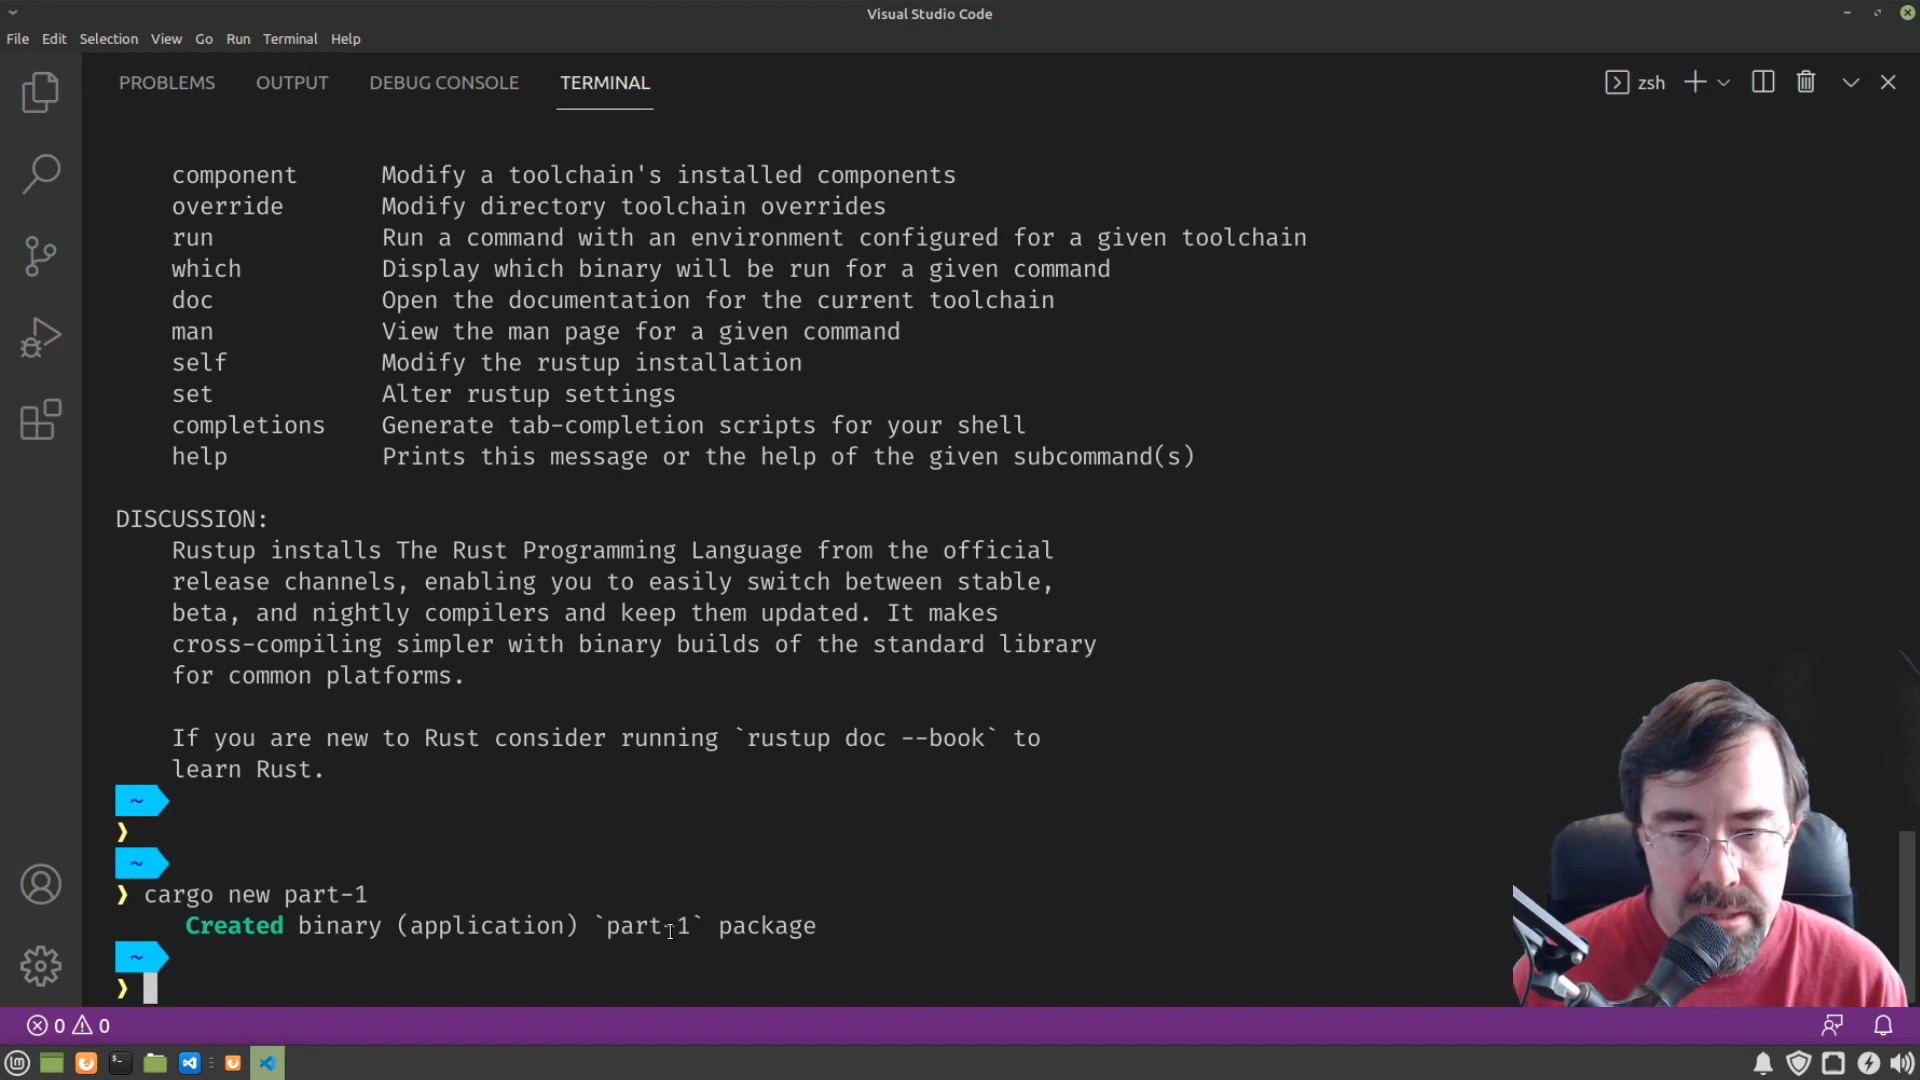 Visual Studio Code
File Edit Selection View Go Run Terminal Help
PROBLEMS OUTPUT DEBUG CONSOLE TERMINAL zsh
component Modify a toolchain's installed components
override Modify directory toolchain overrides
run Run a command with an environment configured for a given toolchain
which Display which binary will be run for a given command
doc Open the documentation for the current toolchain
man View the man page for a given command
self Modify the rustup installation
set Alter rustup settings
completions Generate tab-completion scripts for your shell
help Prints this message or the help of the given subcommand(s)
DISCUSSION:
Rustup installs The Rust Programming Language from the official
release channels, enabling you to easily switch between stable,
beta, and nightly compilers and keep them updated. It makes
cross-compiling simpler with binary builds of the standard library
for common platforms.
If you are new to Rust consider running `rustup doc --book` to
learn Rust.
~
❯
~
❯ cargo new part-1
Created binary (application) `part-1` package
~
❯
0 0